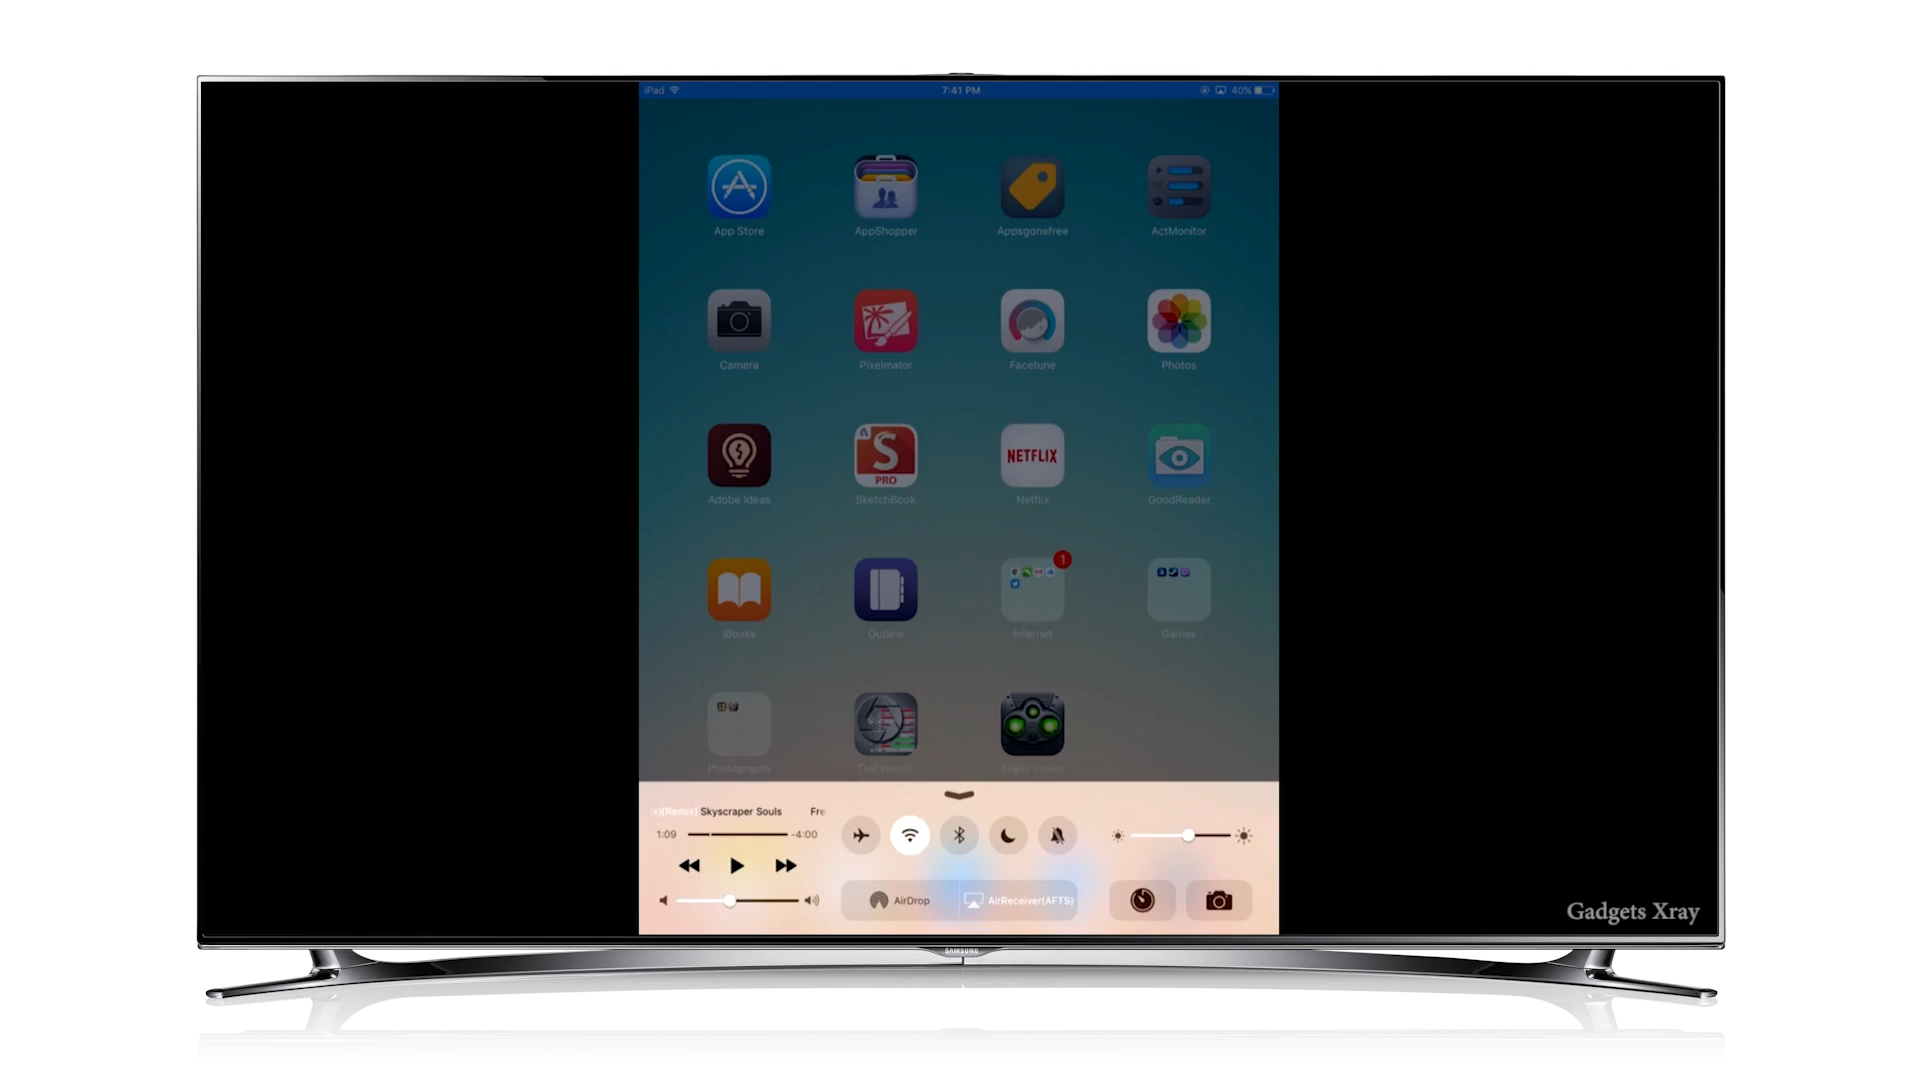 iPad 7:41 PM 40%
App Store AppShopper Appsgonefree ActMonitor
Camera Pixelmator Facetune Photos
PRO NETFLIX
Adobe Ideas SketchBook Netflix GoodReader
1
iBooks Outline Internet Games
Photography
x)[Remix] Skyscraper Souls Fre
1:09 -4:00
AirDrop AirReceiver(AFTS)
Gadgets Xray
SAMSUNG